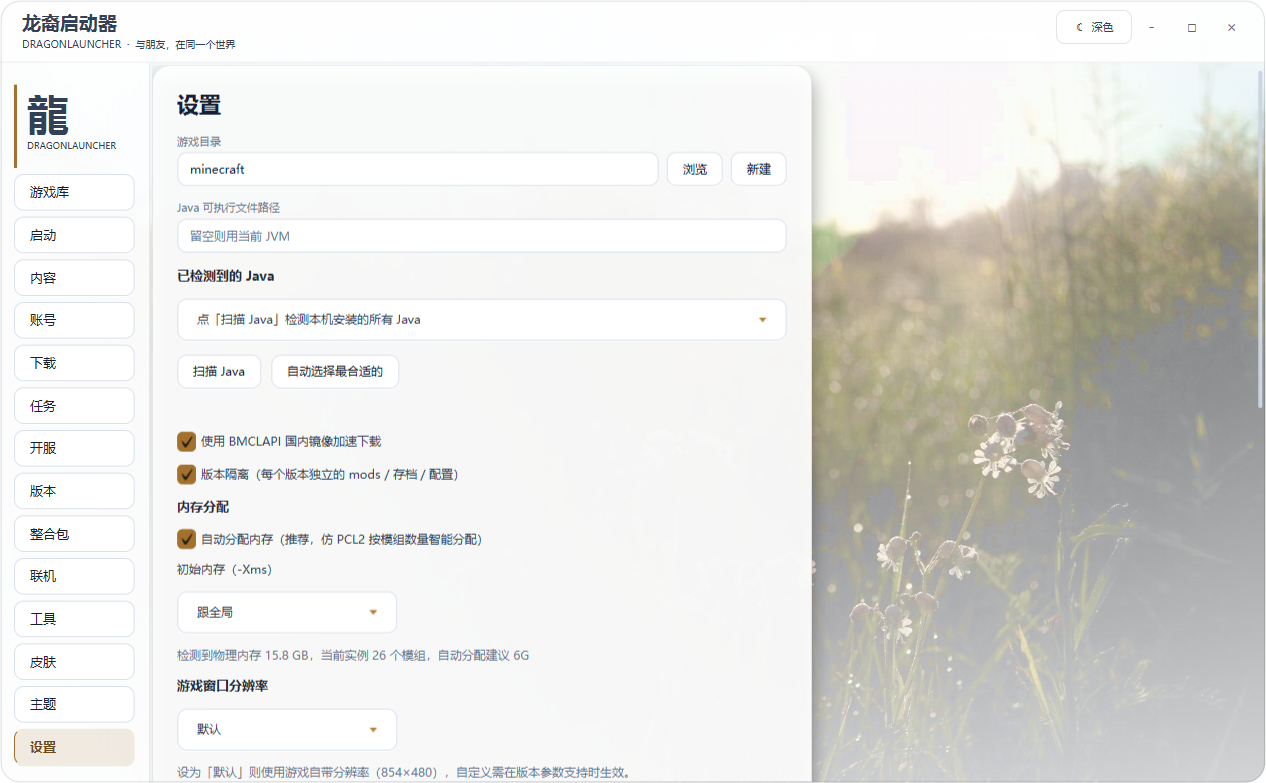 龙裔启动器
DRAGONLAUNCHER · 与朋友，在同一个世界
☾ 深色
龍
DRAGONLAUNCHER
游戏库
启动
内容
账号
下载
任务
开服
版本
整合包
联机
工具
皮肤
主题
设置
设置
游戏目录
minecraft 浏览 新建
Java 可执行文件路径
留空则用当前 JVM
已检测到的 Java
点「扫描 Java」检测本机安装的所有 Java
扫描 Java 自动选择最合适的
使用 BMCLAPI 国内镜像加速下载
版本隔离（每个版本独立的 mods / 存档 / 配置）
内存分配
自动分配内存（推荐，仿 PCL2 按模组数量智能分配）
初始内存（-Xms）
跟全局
检测到物理内存 15.8 GB，当前实例 26 个模组，自动分配建议 6G
游戏窗口分辨率
默认
设为「默认」则使用游戏自带分辨率（854×480），自定义需在版本参数支持时生效。